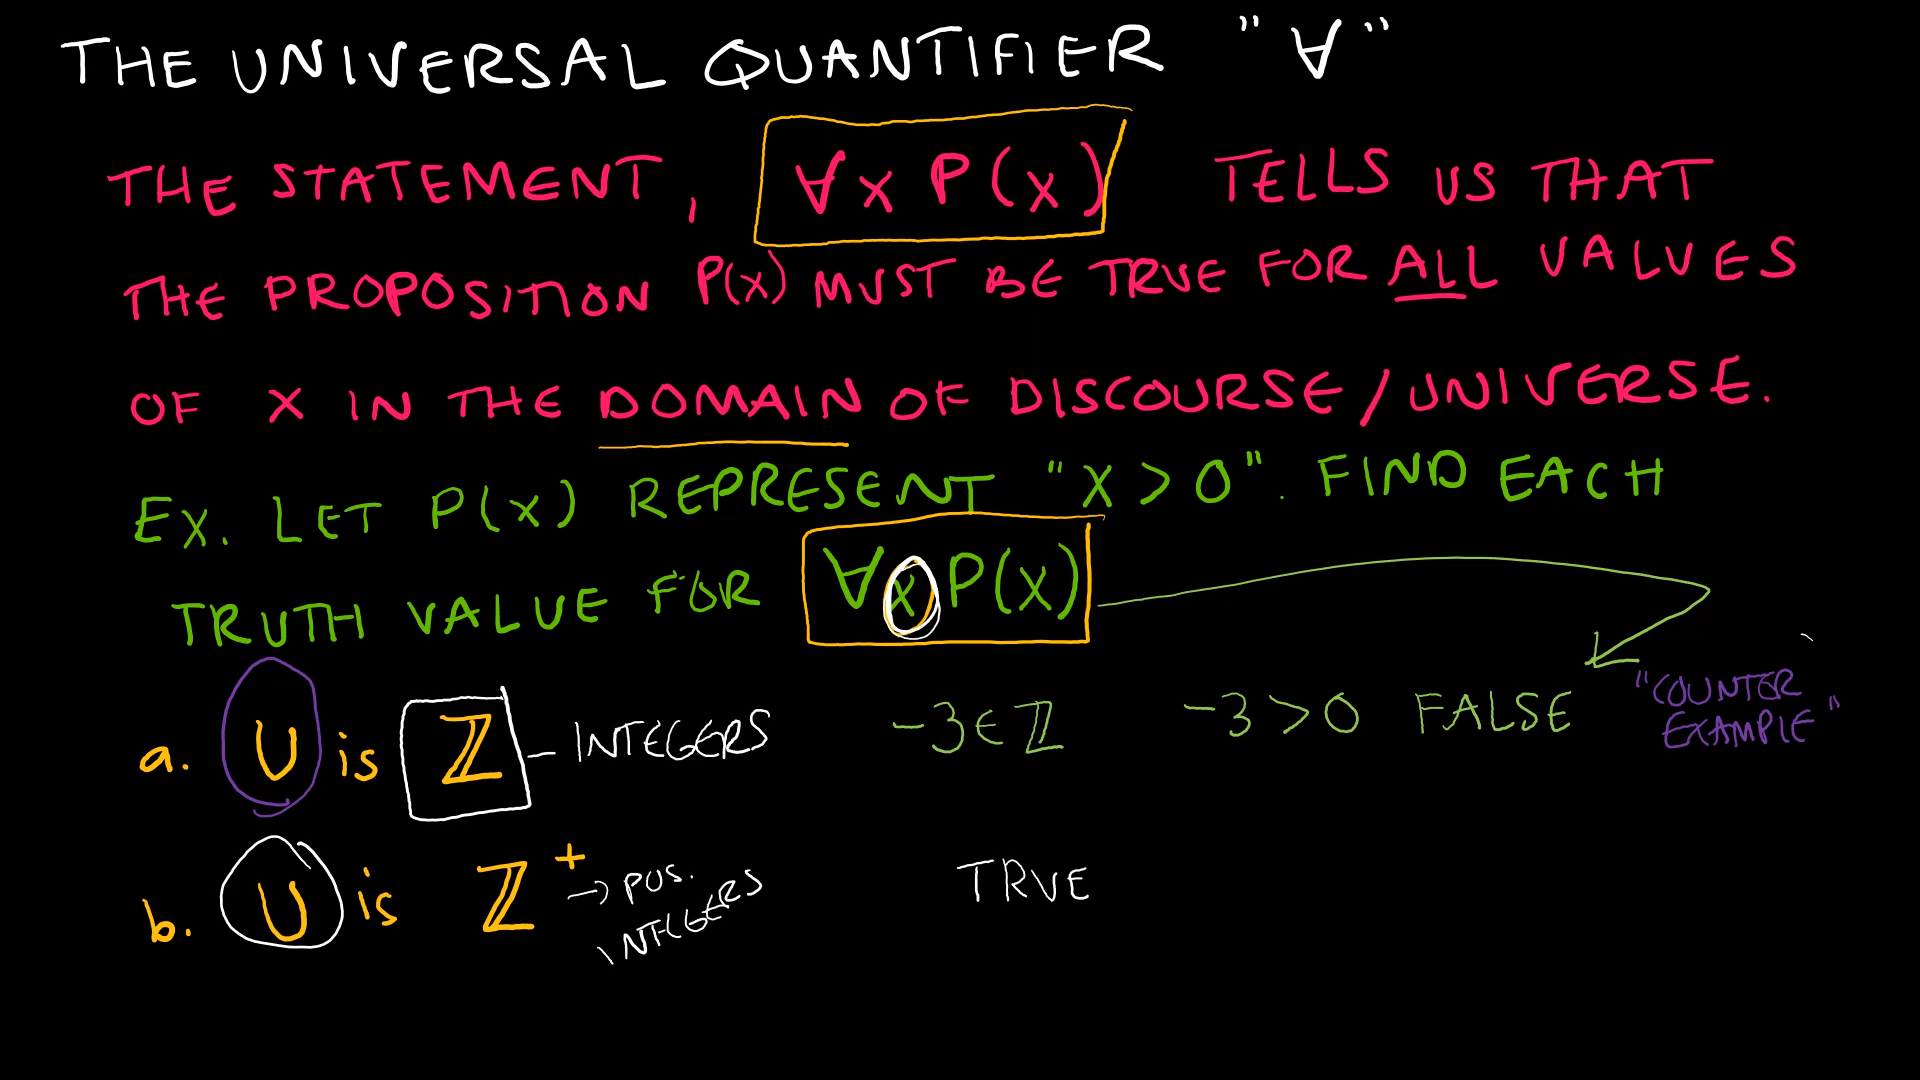 THE UNIVERSAL QUANTIFIER "∀"
THE STATEMENT, ∀x P(x) TELLS US THAT
THE PROPOSITION P(x) MUST BE TRUE FOR ALL VALUES
OF X IN THE DOMAIN OF DISCOURSE/UNIVERSE.
EX. LET P(x) REPRESENT "X > 0". FIND EACH
TRUTH VALUE FOR ∀x P(x)
a. U is ℤ - INTEGERS -3 ∈ ℤ -3 > 0 FALSE "COUNTER
EXAMPLE"
b. U is ℤ⁺ → POS. TRUE
INTEGERS